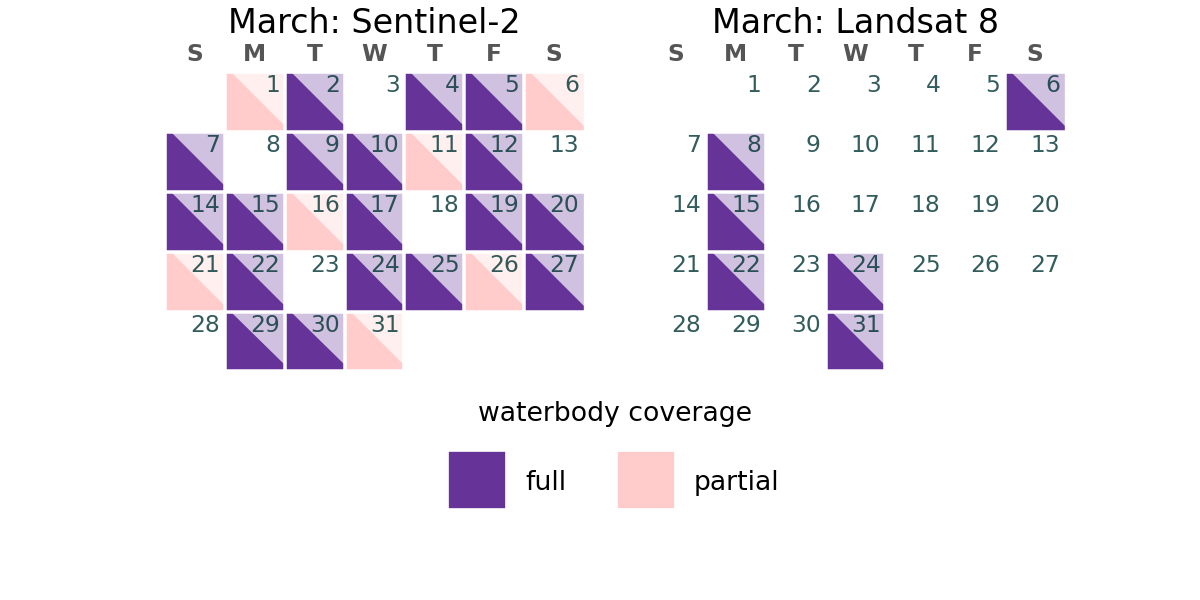 March: Sentinel-2
S M T W T F S
1 2 3 4 5 6
7 8 9 10 11 12 13
14 15 16 17 18 19 20
21 22 23 24 25 26 27
28 29 30 31
March: Landsat 8
S M T W T F S
1 2 3 4 5 6
7 8 9 10 11 12 13
14 15 16 17 18 19 20
21 22 23 24 25 26 27
28 29 30 31
waterbody coverage
full
partial